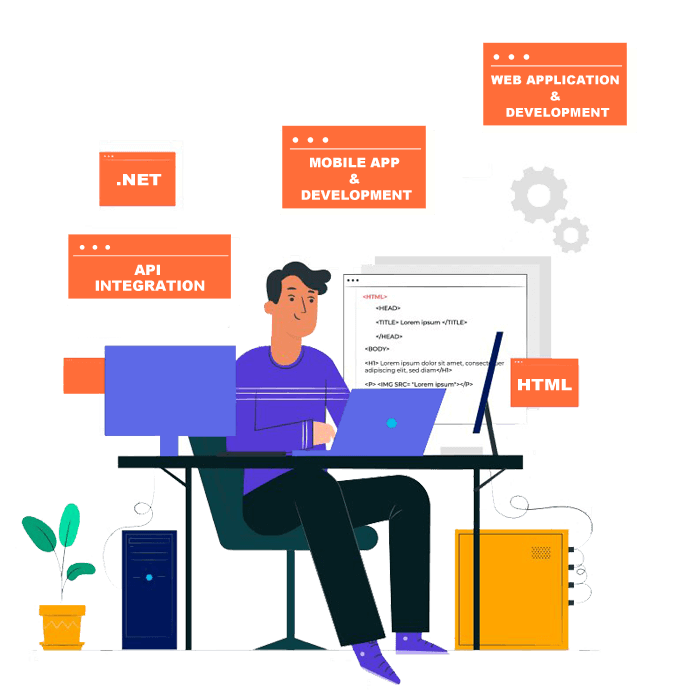 WEB APPLICATION
&
DEVELOPMENT
MOBILE APP
&
DEVELOPMENT
.NET
API
INTEGRATION
<HTML>
<HEAD>
<TITLE> Lorem ipsum </TITLE>
</HEAD>
<BODY>
<H1> Lorem ipsum dolor sit amet, consectetuer
adipiscing elit, sed diam</H1>
<P> <IMG SRC= "Lorem ipsum"></P>
HTML